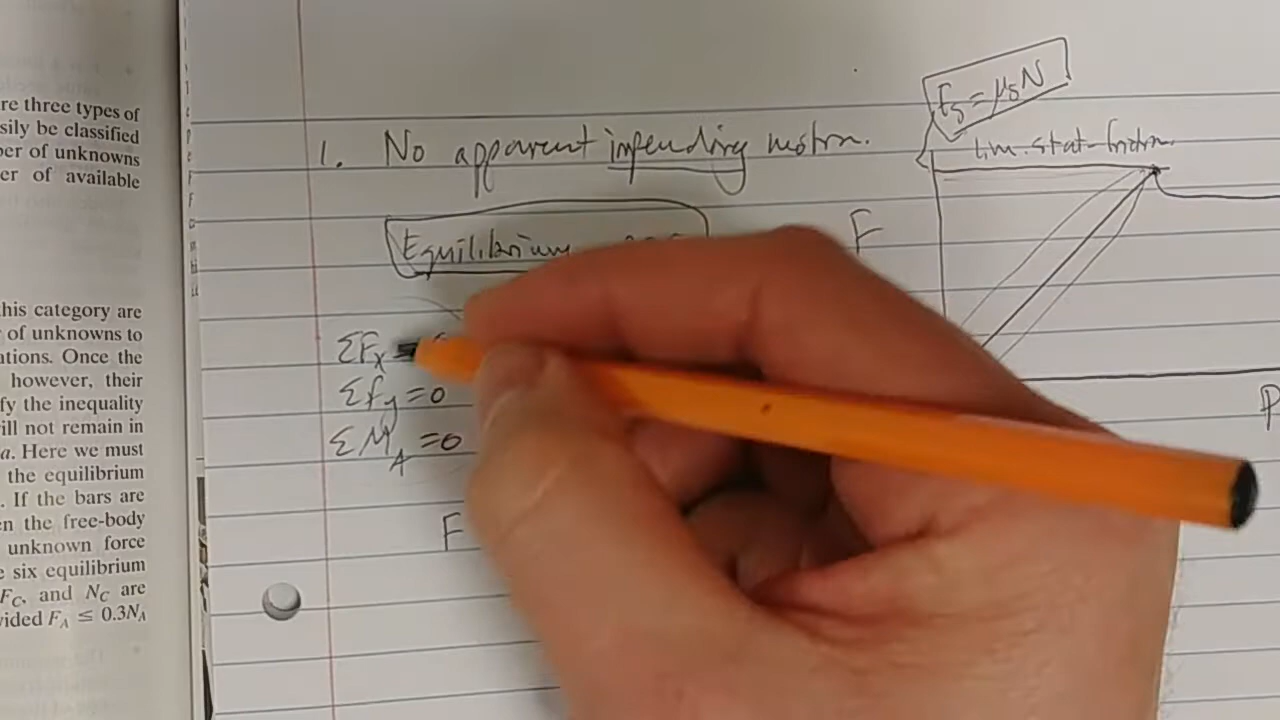 re three types of
sily be classified
er of unknowns
er of available
his category are
of unknowns to
ations. Once the
however, their
fy the inequality
ill not remain in
a. Here we must
the equilibrium
. If the bars are
n the free-body
unknown force
e six equilibrium
F_C, and N_C are
vided F_A ≤ 0.3N_A
1. No apparent impending motion.
Equilibrium
ΣF_x =
ΣF_y = 0
ΣM_A = 0
F
F_s = μ_s N
lim. stat-friction.
F
P